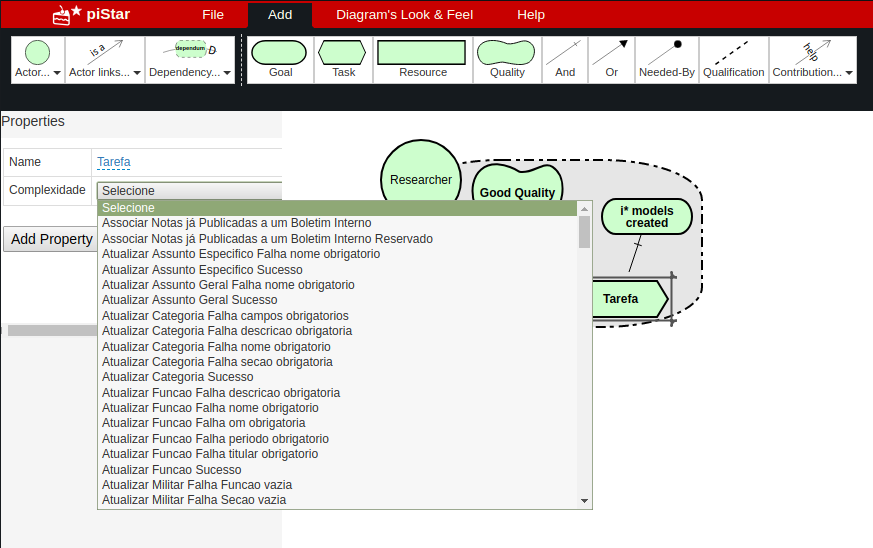 piStar File Add Diagram's Look & Feel Help
is a dependum D help
Actor... Actor links... Dependency... Goal Task Resource Quality And Or Needed-By Qualification Contribution...
Properties
Name Tarefa
Complexidade Selecione
Add Property
Selecione
Associar Notas já Publicadas a um Boletim Interno
Associar Notas já Publicadas a um Boletim Interno Reservado
Atualizar Assunto Especifico Falha nome obrigatorio
Atualizar Assunto Especifico Sucesso
Atualizar Assunto Geral Falha nome obrigatorio
Atualizar Assunto Geral Sucesso
Atualizar Categoria Falha campos obrigatorios
Atualizar Categoria Falha descricao obrigatoria
Atualizar Categoria Falha nome obrigatorio
Atualizar Categoria Falha secao obrigatoria
Atualizar Categoria Sucesso
Atualizar Funcao Falha descricao obrigatoria
Atualizar Funcao Falha nome obrigatorio
Atualizar Funcao Falha om obrigatoria
Atualizar Funcao Falha periodo obrigatorio
Atualizar Funcao Falha titular obrigatorio
Atualizar Funcao Sucesso
Atualizar Militar Falha Funcao vazia
Atualizar Militar Falha Secao vazia
Researcher
Good Quality
i* models
created
Tarefa